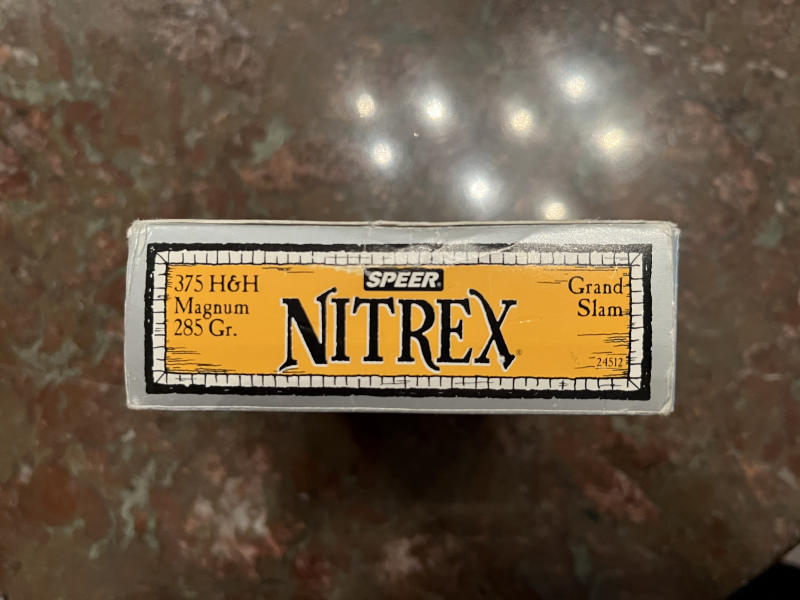 375 H&H
Magnum
285 Gr.
SPEER®
NITREX®
Grand
Slam
24512